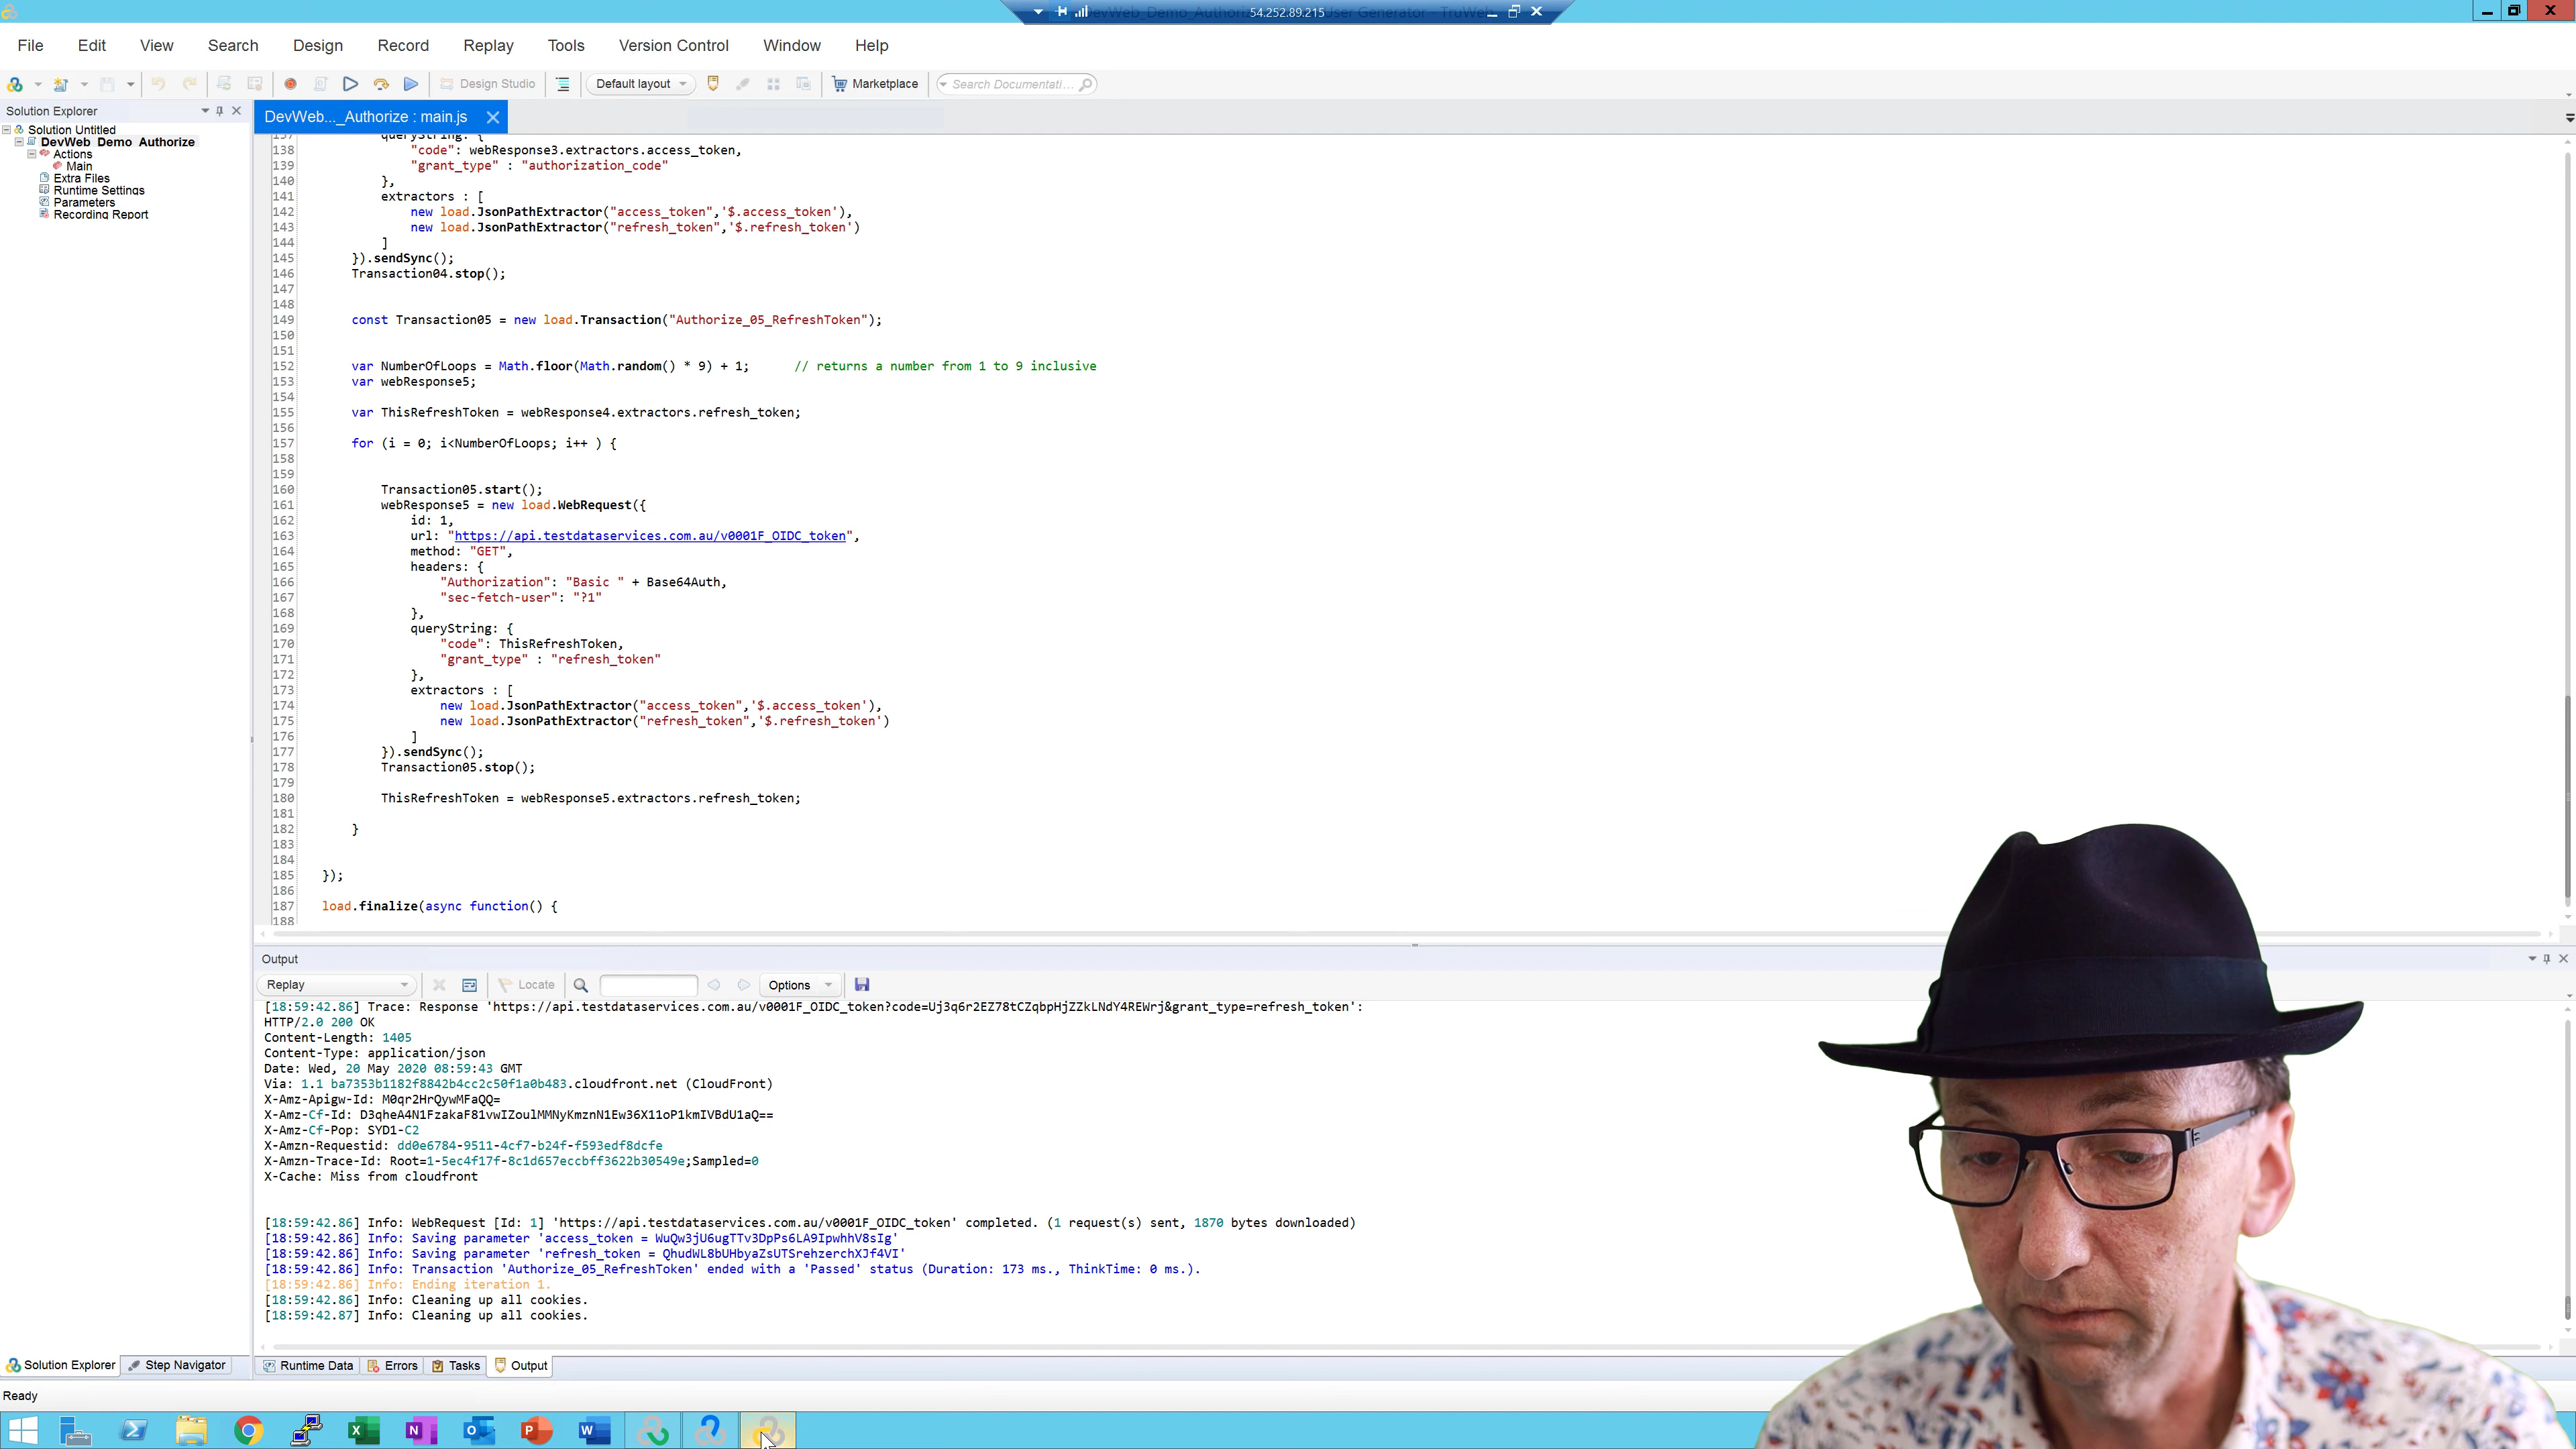 DevWeb_Demo_Authori 54.252.89.215 User Generator - TruWeb
File Edit View Search Design Record Replay Tools Version Control Window Help
Design Studio Default layout Marketplace Search Documentati...
Solution Explorer
Solution Untitled
DevWeb_Demo_Authorize
Actions
Main
Extra Files
Runtime Settings
Parameters
Recording Report
DevWeb..._Authorize : main.js
137 queryString: {
138 "code": webResponse3.extractors.access_token,
139 "grant_type" : "authorization_code"
140 },
141 extractors : [
142 new load.JsonPathExtractor("access_token",'$.access_token'),
143 new load.JsonPathExtractor("refresh_token",'$.refresh_token')
144 ]
145 }).sendSync();
146 Transaction04.stop();
147
148
149 const Transaction05 = new load.Transaction("Authorize_05_RefreshToken");
150
151
152 var NumberOfLoops = Math.floor(Math.random() * 9) + 1; // returns a number from 1 to 9 inclusive
153 var webResponse5;
154
155 var ThisRefreshToken = webResponse4.extractors.refresh_token;
156
157 for (i = 0; i<NumberOfLoops; i++ ) {
158
159
160 Transaction05.start();
161 webResponse5 = new load.WebRequest({
162 id: 1,
163 url: "https://api.testdataservices.com.au/v0001F_OIDC_token",
164 method: "GET",
165 headers: {
166 "Authorization": "Basic " + Base64Auth,
167 "sec-fetch-user": "?1"
168 },
169 queryString: {
170 "code": ThisRefreshToken,
171 "grant_type" : "refresh_token"
172 },
173 extractors : [
174 new load.JsonPathExtractor("access_token",'$.access_token'),
175 new load.JsonPathExtractor("refresh_token",'$.refresh_token')
176 ]
177 }).sendSync();
178 Transaction05.stop();
179
180 ThisRefreshToken = webResponse5.extractors.refresh_token;
181
182 }
183
184
185 });
186
187 load.finalize(async function() {
188
Output
Replay Locate Options
[18:59:42.86] Trace: Response 'https://api.testdataservices.com.au/v0001F_OIDC_token?code=Uj3q6r2EZ78tCZqbpHjZZkLNdY4REWrj&grant_type=refresh_token':
HTTP/2.0 200 OK
Content-Length: 1405
Content-Type: application/json
Date: Wed, 20 May 2020 08:59:43 GMT
Via: 1.1 ba7353b1182f8842b4cc2c50f1a0b483.cloudfront.net (CloudFront)
X-Amz-Apigw-Id: M0qr2HrQywMFaQQ=
X-Amz-Cf-Id: D3qheA4N1FzakaF81vwIZoulMMNyKmznN1Ew36X11oP1kmIVBdU1aQ==
X-Amz-Cf-Pop: SYD1-C2
X-Amzn-Requestid: dd0e6784-9511-4cf7-b24f-f593edf8dcfe
X-Amzn-Trace-Id: Root=1-5ec4f17f-8c1d657eccbff3622b30549e;Sampled=0
X-Cache: Miss from cloudfront
[18:59:42.86] Info: WebRequest [Id: 1] 'https://api.testdataservices.com.au/v0001F_OIDC_token' completed. (1 request(s) sent, 1870 bytes downloaded)
[18:59:42.86] Info: Saving parameter 'access_token = WuQw3jU6ugTTv3DpPs6LA9IpwhhV8sIg'
[18:59:42.86] Info: Saving parameter 'refresh_token = QhudWL8bUHbyaZsUTSrehzerchXJf4VI'
[18:59:42.86] Info: Transaction 'Authorize_05_RefreshToken' ended with a 'Passed' status (Duration: 173 ms., ThinkTime: 0 ms.).
[18:59:42.86] Info: Ending iteration 1.
[18:59:42.86] Info: Cleaning up all cookies.
[18:59:42.87] Info: Cleaning up all cookies.
Solution Explorer Step Navigator Runtime Data Errors Tasks Output
Ready